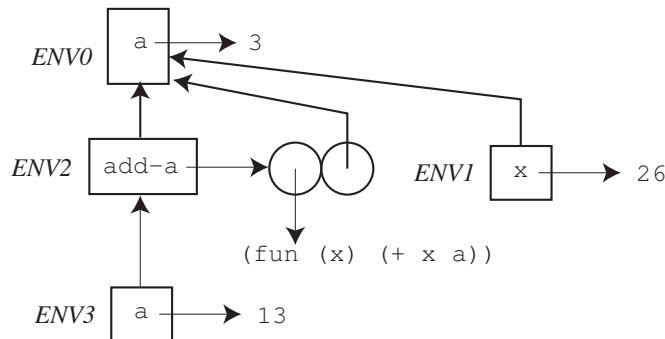 a 3
ENV0
ENV2 add-a
ENV1 x 26
(fun (x) (+ x a))
ENV3 a 13